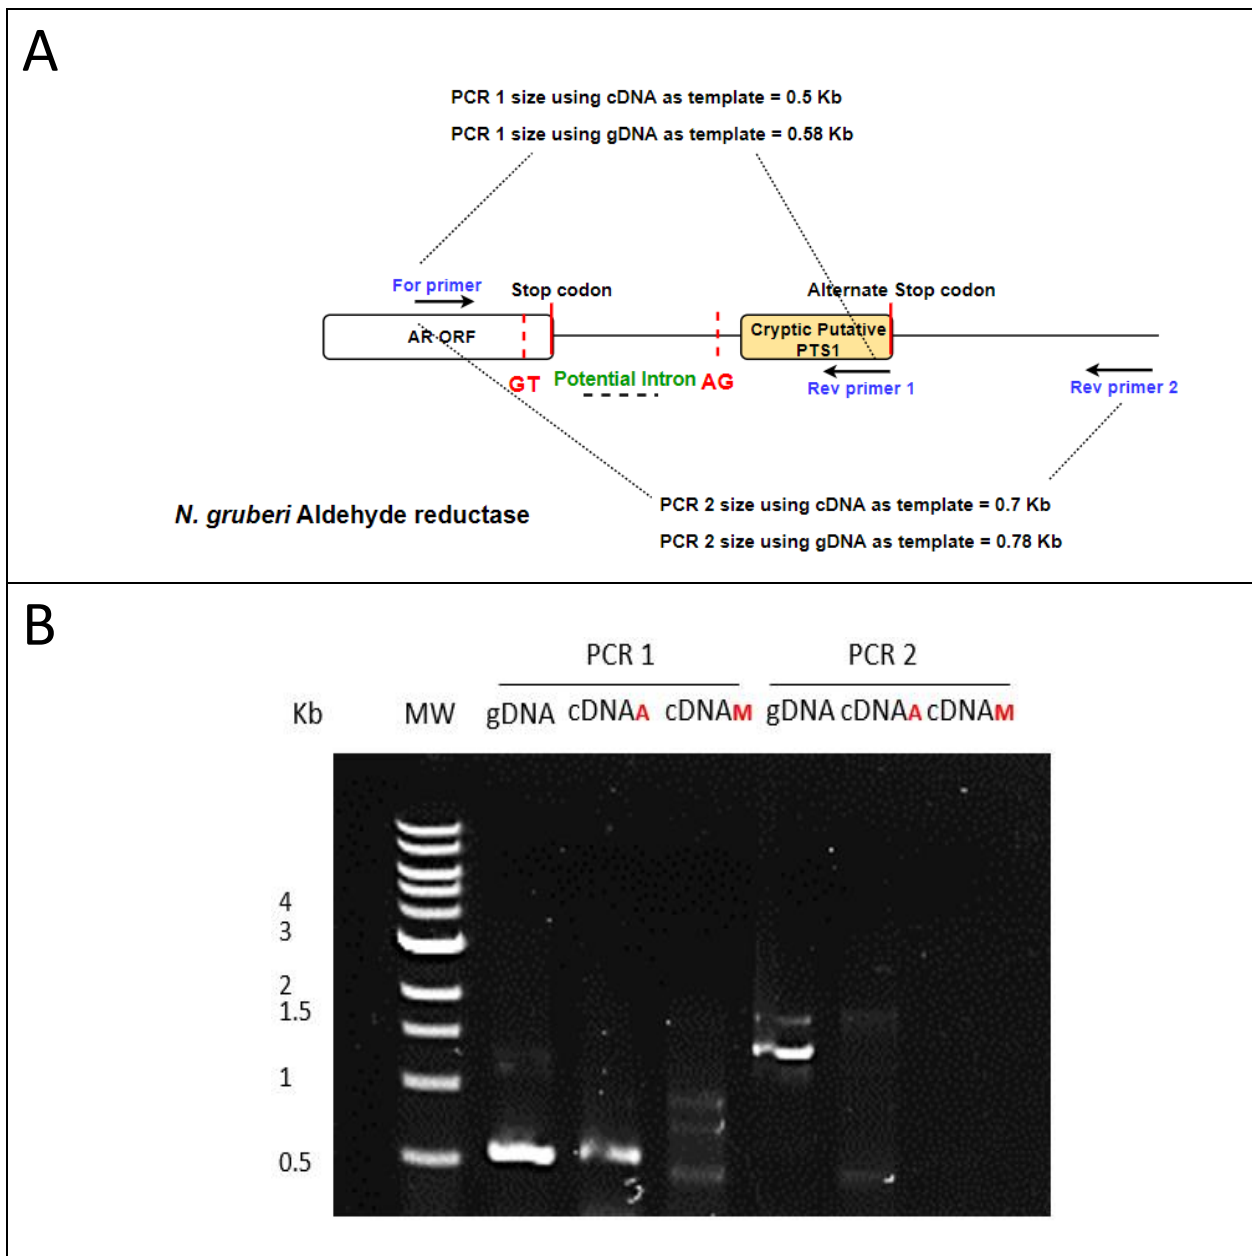 A
PCR 1 size using cDNA as template = 0.5 Kb
PCR 1 size using gDNA as template = 0.58 Kb
For primer
Stop codon
Alternate Stop codon
AR ORF
Cryptic Putative
PTS1
GT
Potential Intron
AG
Rev primer 1
Rev primer 2
PCR 2 size using cDNA as template = 0.7 Kb
PCR 2 size using gDNA as template = 0.78 Kb
N. gruberi Aldehyde reductase
B
PCR 1
PCR 2
Kb
MW
gDNA
cDNAA
cDNAM
gDNA
cDNAA
cDNAM
4
3
2
1.5
1
0.5